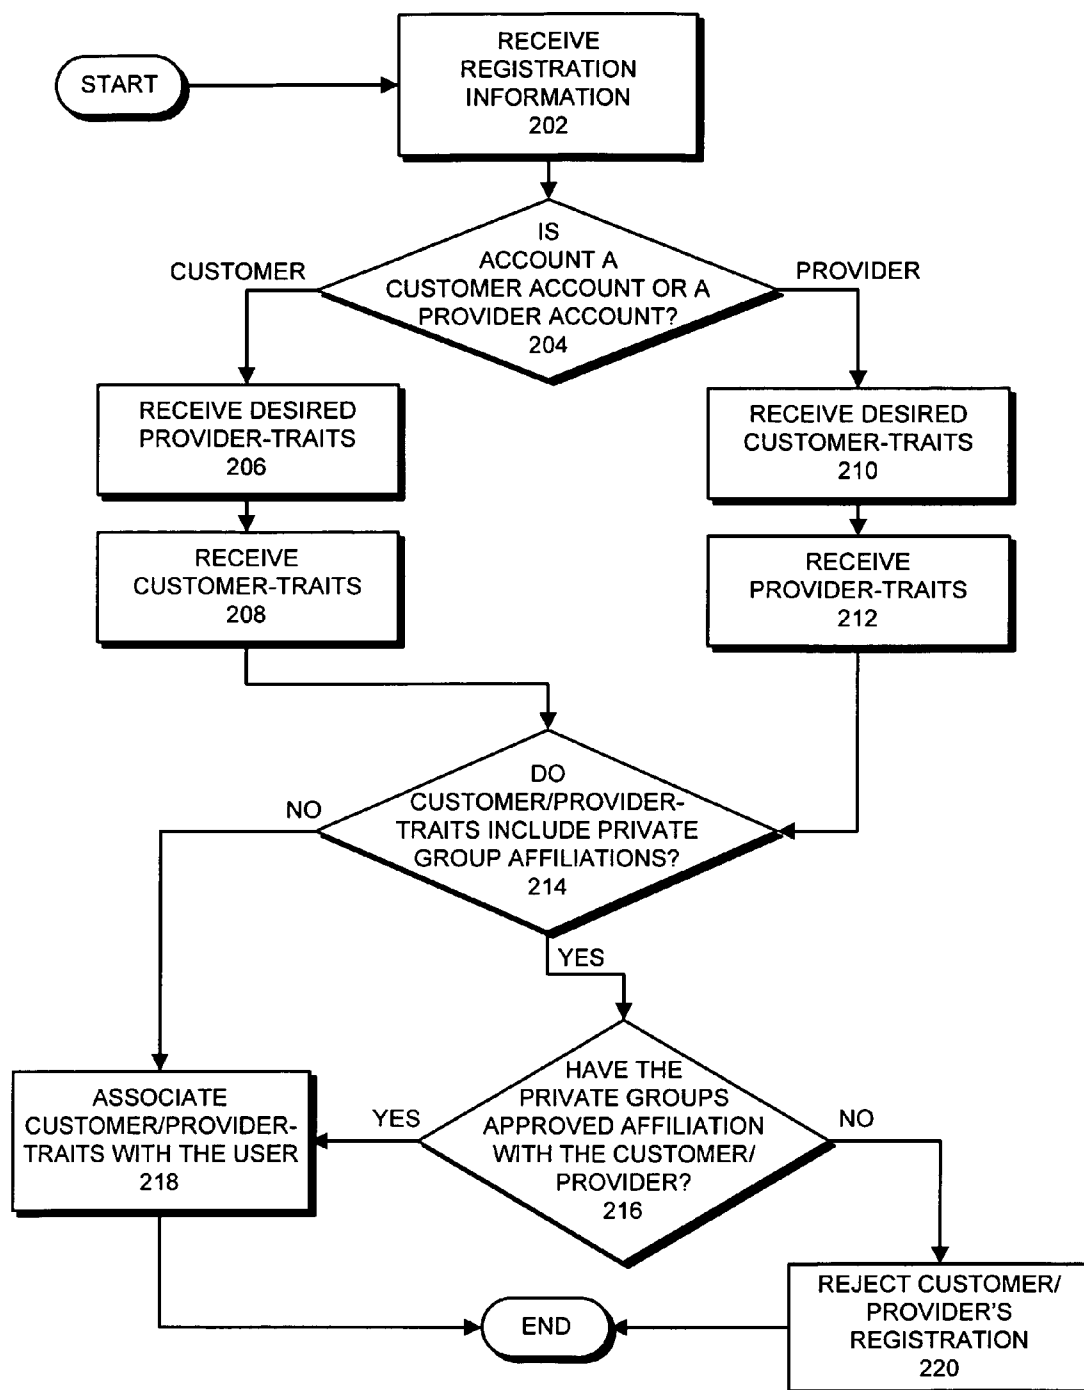 START
RECEIVE
REGISTRATION
INFORMATION
202
IS
ACCOUNT A
CUSTOMER ACCOUNT OR A
PROVIDER ACCOUNT?
204
CUSTOMER
PROVIDER
RECEIVE DESIRED
PROVIDER-TRAITS
206
RECEIVE DESIRED
CUSTOMER-TRAITS
210
RECEIVE
CUSTOMER-TRAITS
208
RECEIVE
PROVIDER-TRAITS
212
DO
CUSTOMER/PROVIDER-
TRAITS INCLUDE PRIVATE
GROUP AFFILIATIONS?
214
NO
YES
HAVE THE
PRIVATE GROUPS
APPROVED AFFILIATION
WITH THE CUSTOMER/
PROVIDER?
216
YES
NO
ASSOCIATE
CUSTOMER/PROVIDER-
TRAITS WITH THE USER
218
REJECT CUSTOMER/
PROVIDER'S
REGISTRATION
220
END